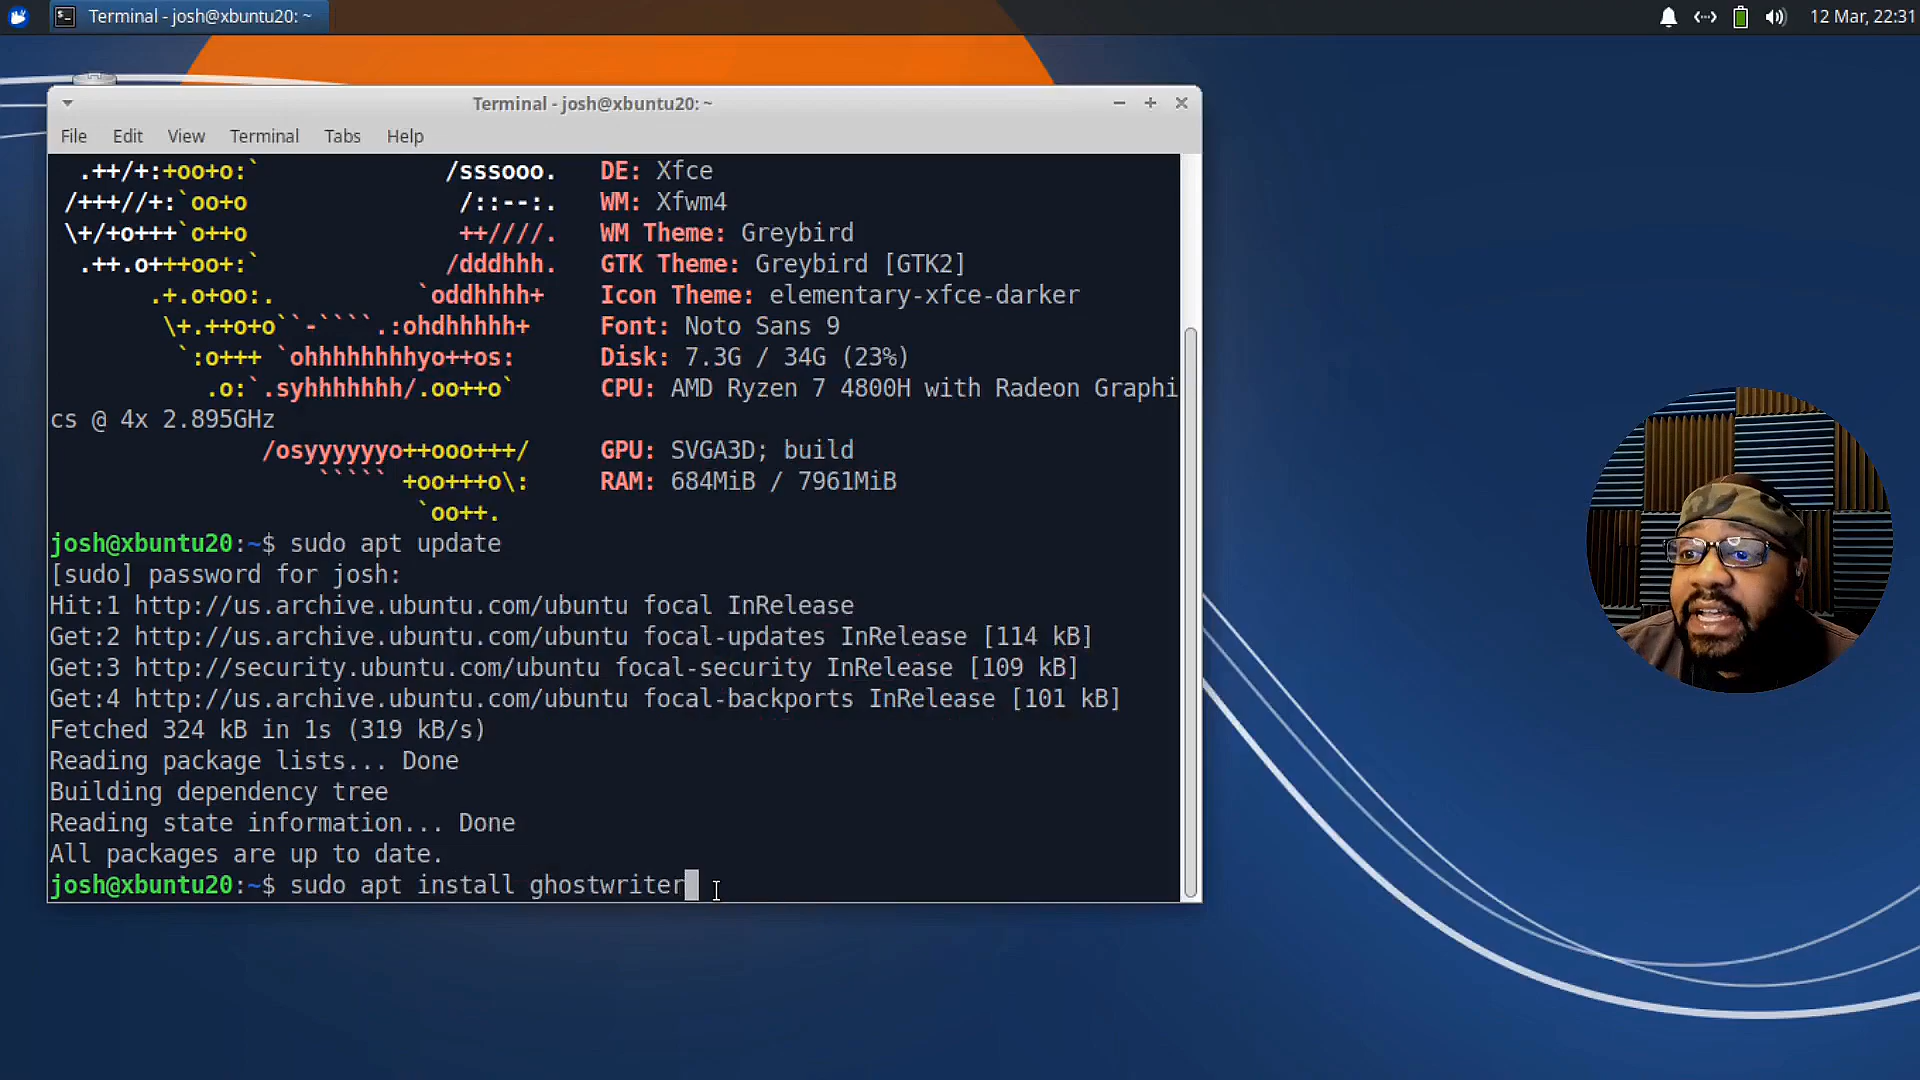 Terminal - josh@xbuntu20: ~
12 Mar, 22:31
Terminal - josh@xbuntu20: ~
File Edit View Terminal Tabs Help
.++/+:+oo+o:` /sssooo. DE: Xfce
/+++//+:`oo+o /::--:. WM: Xfwm4
\+/+o+++`o++o ++////. WM Theme: Greybird
.++.o+++oo+:` /dddhhh. GTK Theme: Greybird [GTK2]
.+.o+oo:. `oddhhhh+ Icon Theme: elementary-xfce-darker
\+.++o+o``-````.:ohdhhhhh+ Font: Noto Sans 9
`:o+++ `ohhhhhhhhyo++os: Disk: 7.3G / 34G (23%)
.o:`.syhhhhhhh/.oo++o` CPU: AMD Ryzen 7 4800H with Radeon Graphi
cs @ 4x 2.895GHz
/osyyyyyyo++ooo+++/ GPU: SVGA3D; build
````` +oo+++o\: RAM: 684MiB / 7961MiB
`oo++.
josh@xbuntu20:~$ sudo apt update
[sudo] password for josh:
Hit:1 http://us.archive.ubuntu.com/ubuntu focal InRelease
Get:2 http://us.archive.ubuntu.com/ubuntu focal-updates InRelease [114 kB]
Get:3 http://security.ubuntu.com/ubuntu focal-security InRelease [109 kB]
Get:4 http://us.archive.ubuntu.com/ubuntu focal-backports InRelease [101 kB]
Fetched 324 kB in 1s (319 kB/s)
Reading package lists... Done
Building dependency tree
Reading state information... Done
All packages are up to date.
josh@xbuntu20:~$ sudo apt install ghostwriter